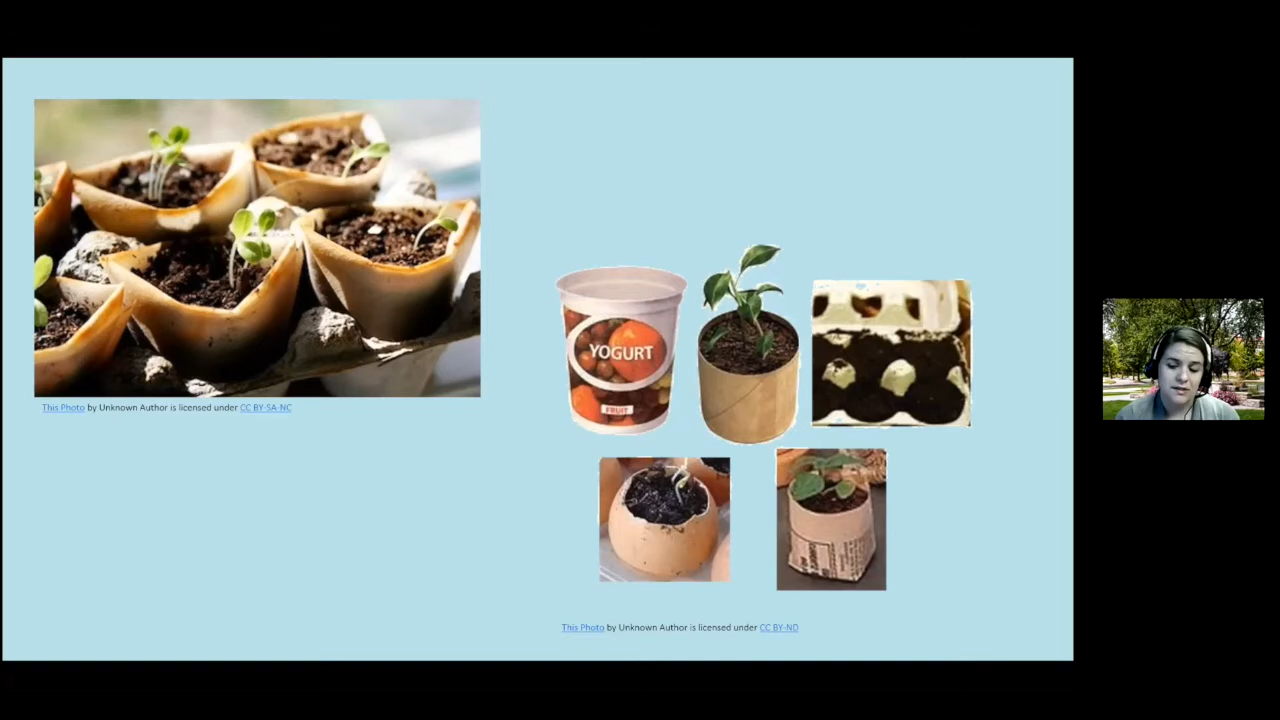 YOGURT
FRUIT
This Photo by Unknown Author is licensed under CC BY-SA-NC
This Photo by Unknown Author is licensed under CC BY-ND